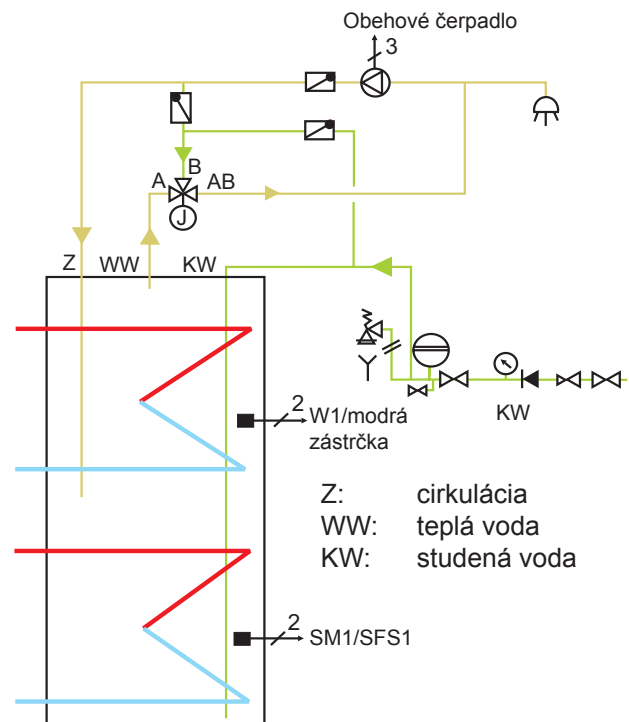 Obehové čerpadlo
3
B
A
AB
J
Z
WW
KW
KW
2
W1/modrá
zástrčka
Z: cirkulácia
WW: teplá voda
KW: studená voda
2
SM1/SFS1